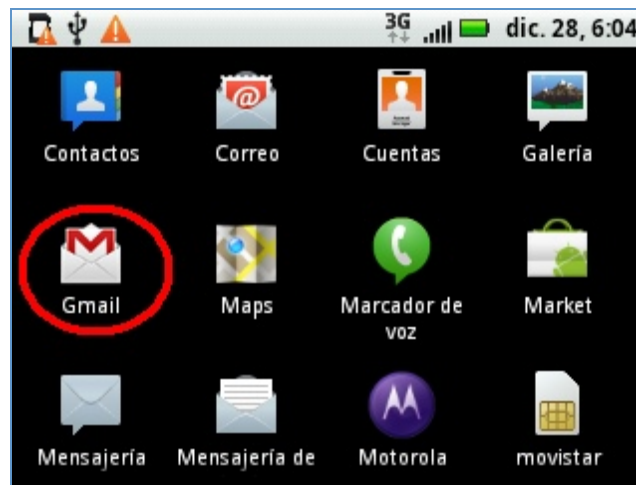 3G dic. 28, 6:04
Contactos Correo Cuentas Galería
Gmail Maps Marcador de Market
voz
Mensajería Mensajería de Motorola movistar